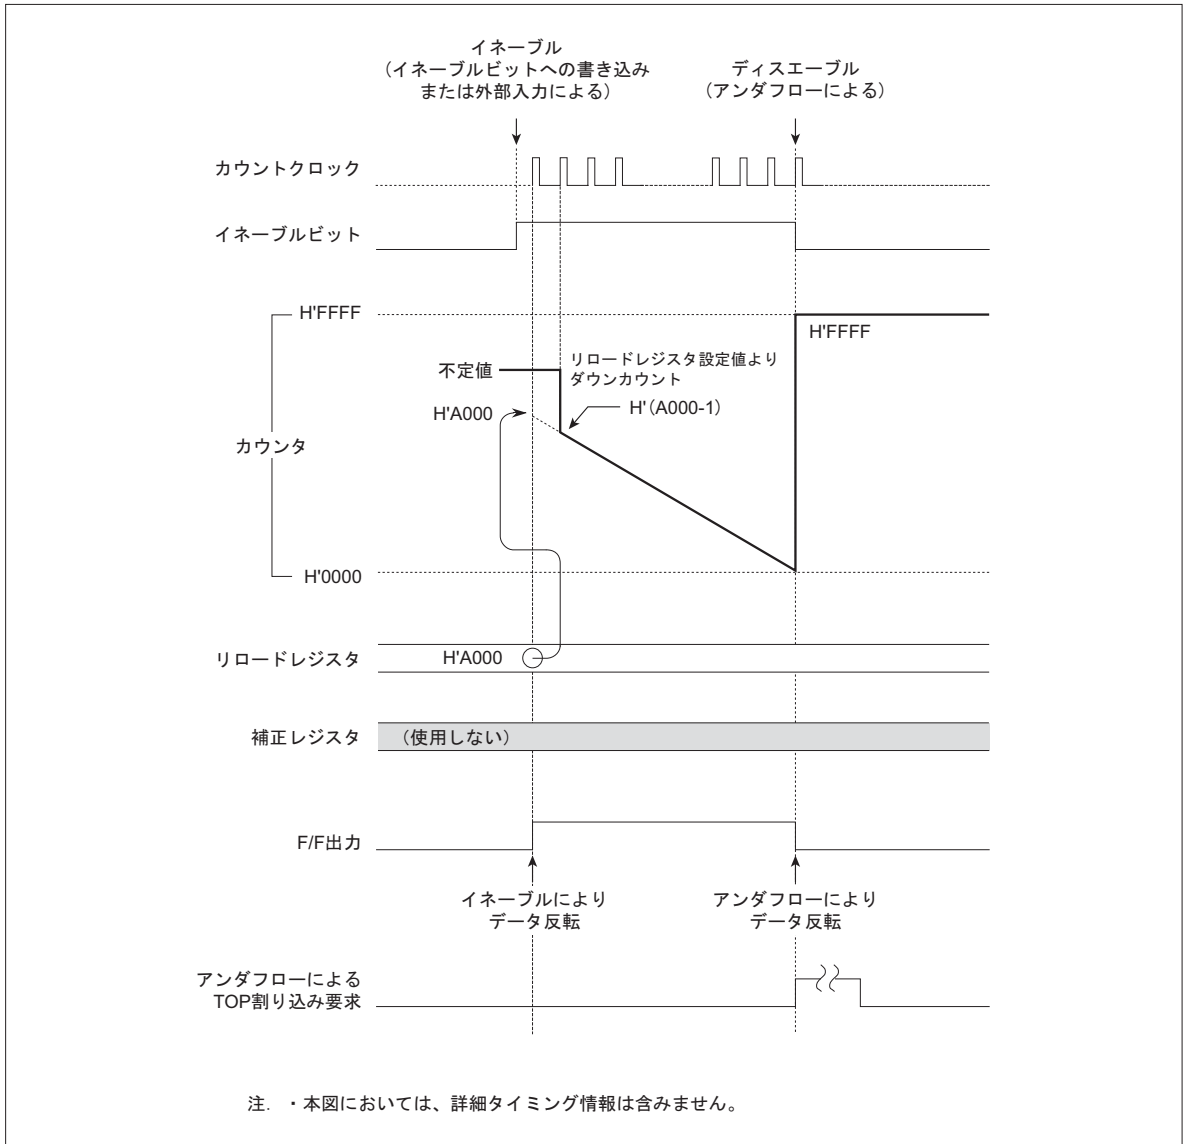 イネーブル
（イネーブルビットへの書き込み
または外部入力による）
ディスエーブル
（アンダフローによる）
カウントクロック
イネーブルビット
H'FFFF
H'FFFF
不定値
リロードレジスタ設定値より
ダウンカウント
H'A000
H'（A000-1）
カウンタ
H'0000
リロードレジスタ
H'A000
補正レジスタ
（使用しない）
F/F出力
イネーブルにより
データ反転
アンダフローにより
データ反転
アンダフローによる
TOP割り込み要求
注. ・本図においては、詳細タイミング情報は含みません。